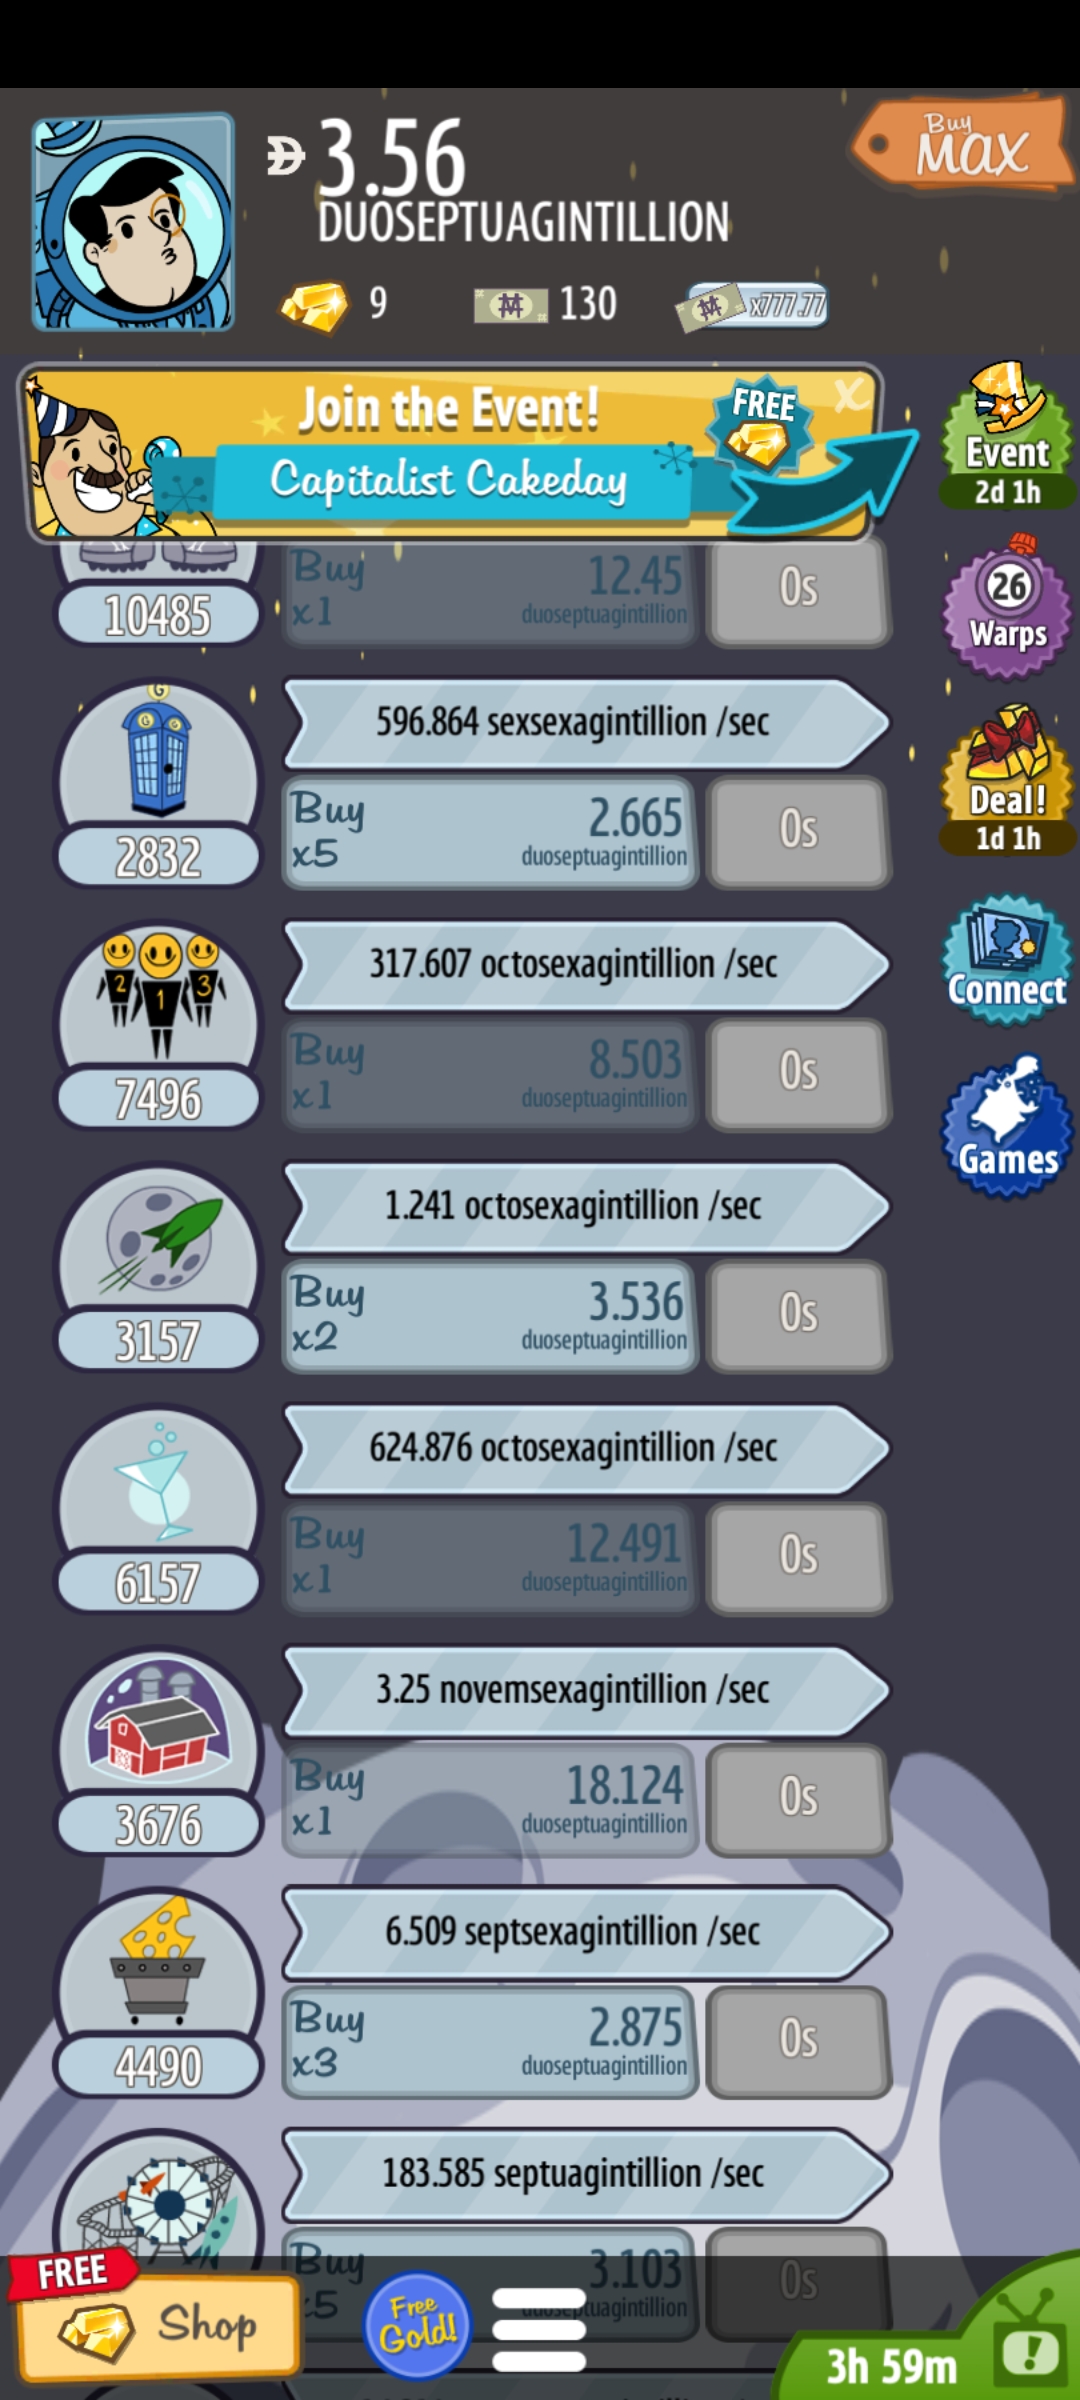 3.56
DUOSEPTUAGINTILLION
Buy
MAX
9
130
x777.77
Join the Event!
FREE
X
Capitalist Cakeday
Event
2d 1h
10485
Buy
x1
12.45
duoseptuagintillion
0s
26
Warps
G
G G
2832
596.864 sexsexagintillion /sec
Buy
x5
2.665
duoseptuagintillion
0s
Deal!
1d 1h
2 1 3
7496
317.607 octosexagintillion /sec
Buy
x1
8.503
duoseptuagintillion
0s
Connect
Games
3157
1.241 octosexagintillion /sec
Buy
x2
3.536
duoseptuagintillion
0s
6157
624.876 octosexagintillion /sec
Buy
x1
12.491
duoseptuagintillion
0s
3676
3.25 novemsexagintillion /sec
Buy
x1
18.124
duoseptuagintillion
0s
4490
6.509 septsexagintillion /sec
Buy
x3
2.875
duoseptuagintillion
0s
183.585 septuagintillion /sec
Buy
x5
3.103
duoseptuagintillion
0s
FREE
Shop
Free
Gold!
3h 59m
!